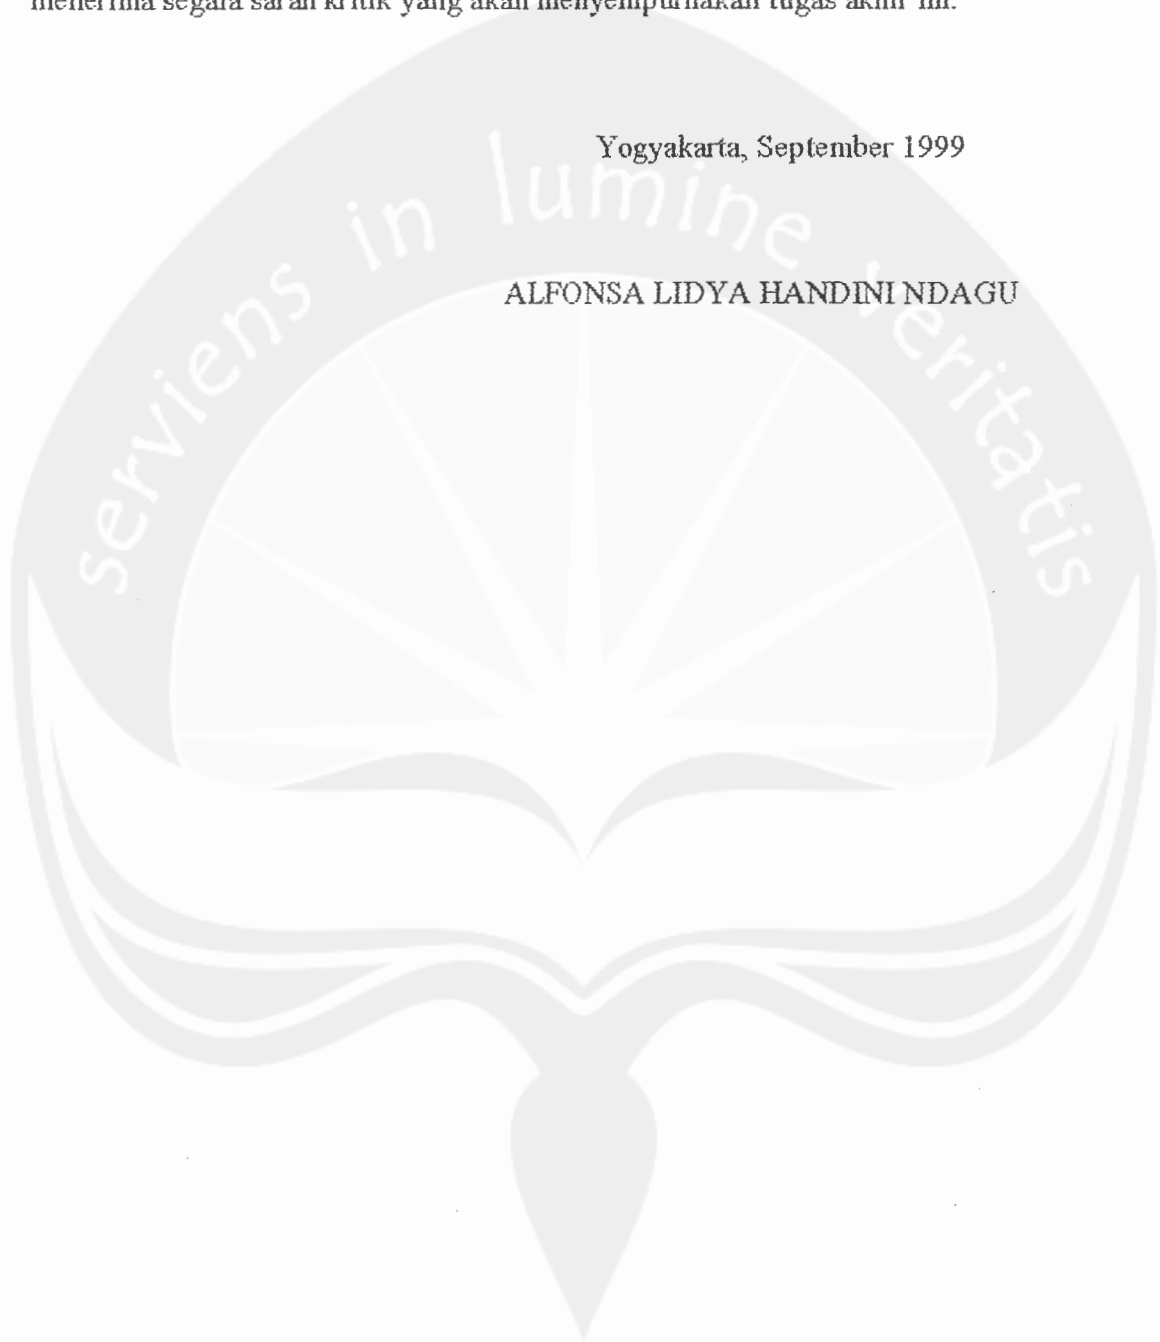 menerima segara saran kritik yang akan menyempurnakan tugas akhir ini.
Yogyakarta, September 1999
serviens in lumine veritatis
ALFONSA LIDYA HANDINI NDAGU